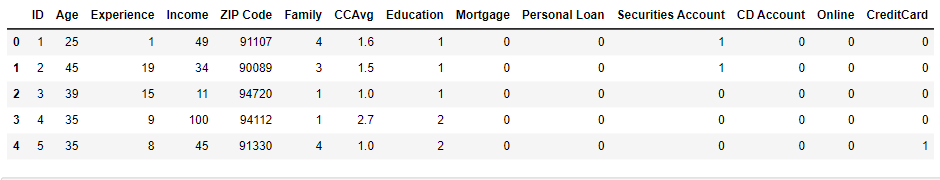 ID Age Experience Income ZIP Code Family CCAvg Education Mortgage Personal Loan Securities Account CD Account Online CreditCard
0 1 25 1 49 91107 4 1.6 1 0 0 1 0 0 0
1 2 45 19 34 90089 3 1.5 1 0 0 1 0 0 0
2 3 39 15 11 94720 1 1.0 1 0 0 0 0 0 0
3 4 35 9 100 94112 1 2.7 2 0 0 0 0 0 0
4 5 35 8 45 91330 4 1.0 2 0 0 0 0 0 1